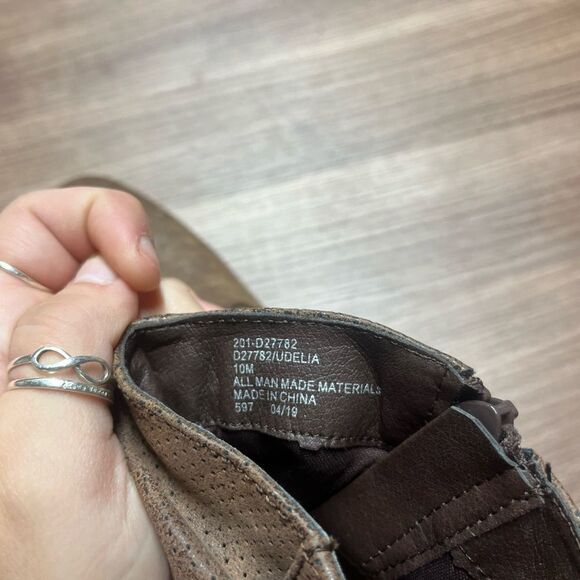 201-D27782
D27782/UDELIA
10M
ALL MAN MADE MATERIALS
MADE IN CHINA
597 04/19